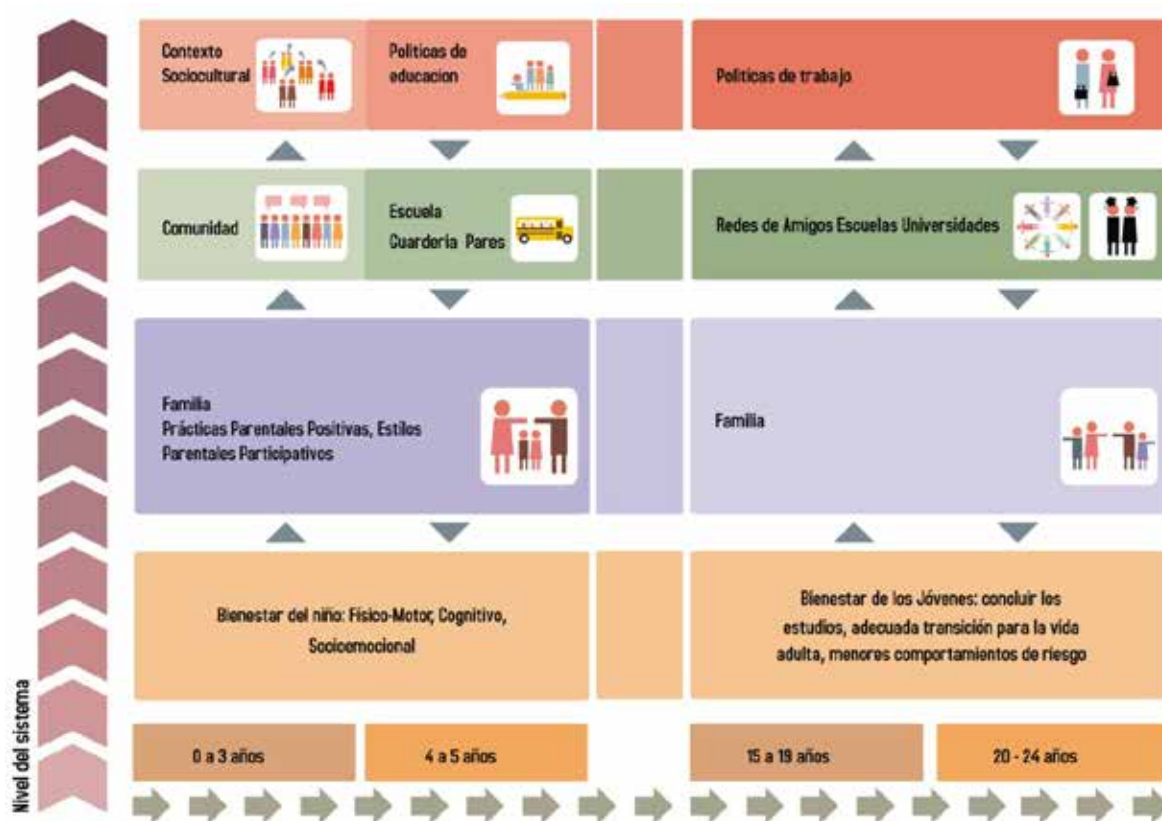 Contexto
Sociocultural
Politicas de
educacion
Politicas de trabajo
Comunidad
Escuela
Guarderia Pares
Redes de Amigos Escuelas Universidades
Familia
Prácticas Parentales Positivas, Estilos
Parentales Participativos
Familia
Bienestar del niño: Físico-Motor, Cognitivo,
Socioemocional
Bienestar de los Jóvenes: concluir los
estudios, adecuada transición para la vida
adulta, menores comportamientos de riesgo
Nivel del sistema
0 a 3 años
4 a 5 años
15 a 19 años
20 - 24 años